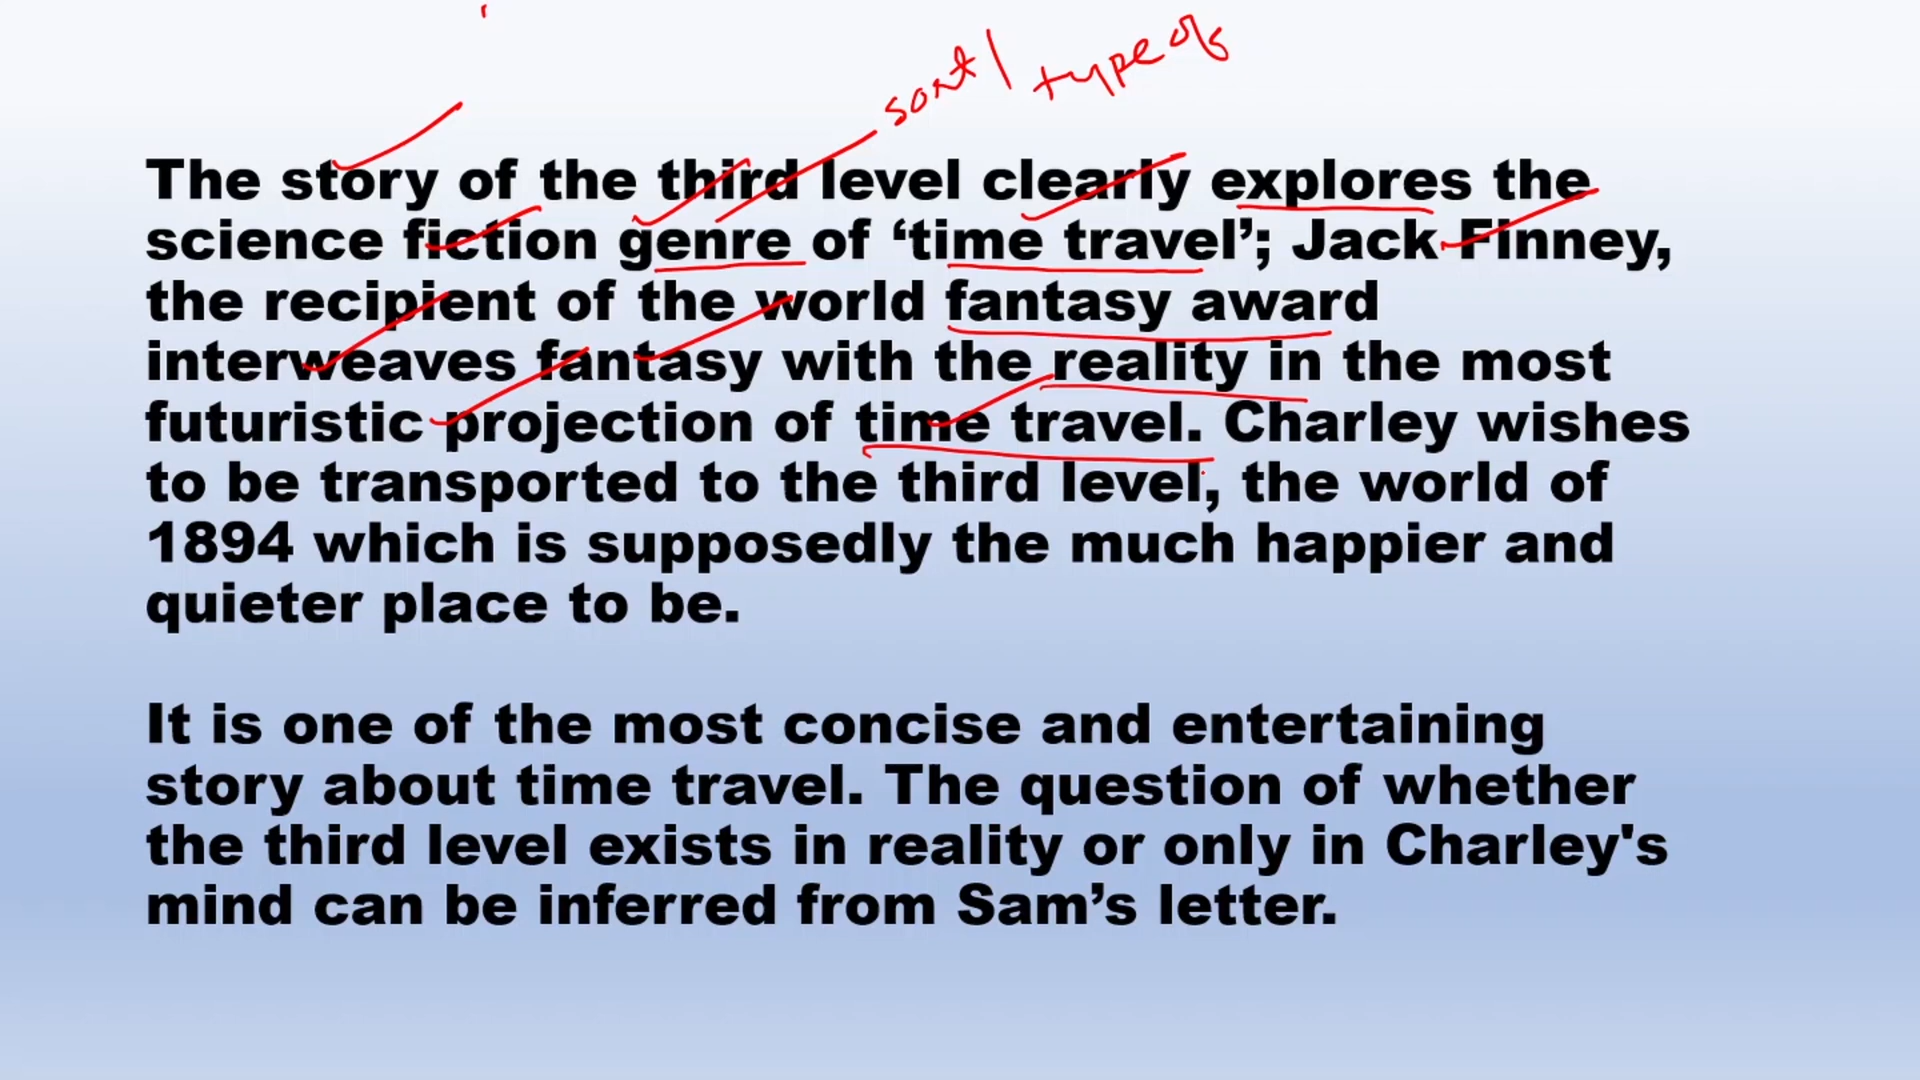 sort/ type of
The story of the third level clearly explores the
science fiction genre of ‘time travel’; Jack Finney,
the recipient of the world fantasy award
interweaves fantasy with the reality in the most
futuristic projection of time travel. Charley wishes
to be transported to the third level, the world of
1894 which is supposedly the much happier and
quieter place to be.
It is one of the most concise and entertaining
story about time travel. The question of whether
the third level exists in reality or only in Charley's
mind can be inferred from Sam’s letter.